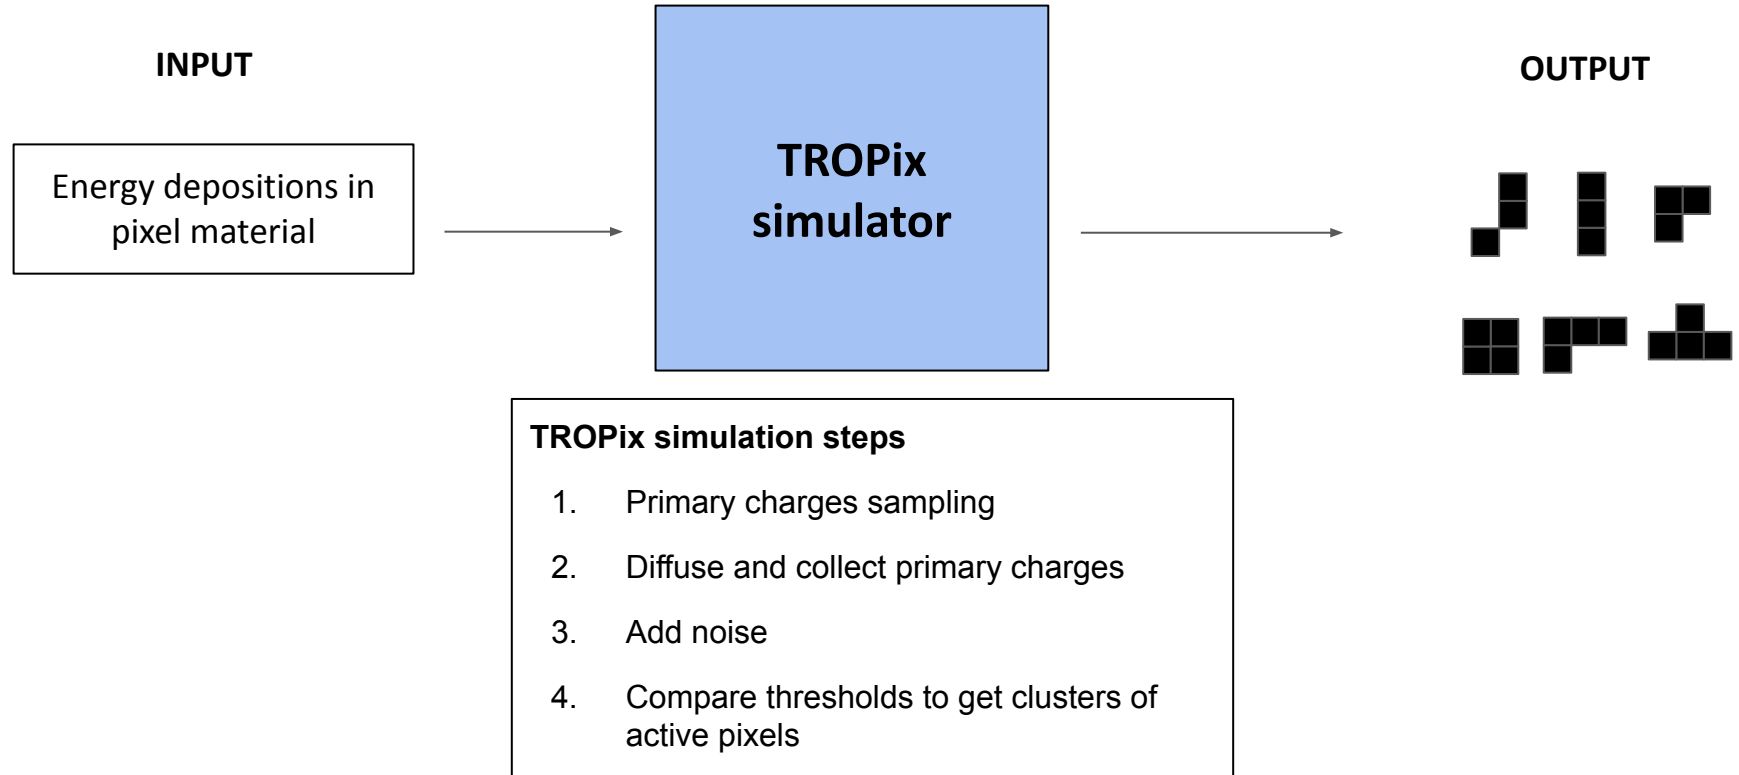 INPUT
OUTPUT
Energy depositions in
pixel material
TROPix
simulator
TROPix simulation steps
1. Primary charges sampling
2. Diffuse and collect primary charges
3. Add noise
4. Compare thresholds to get clusters of
active pixels